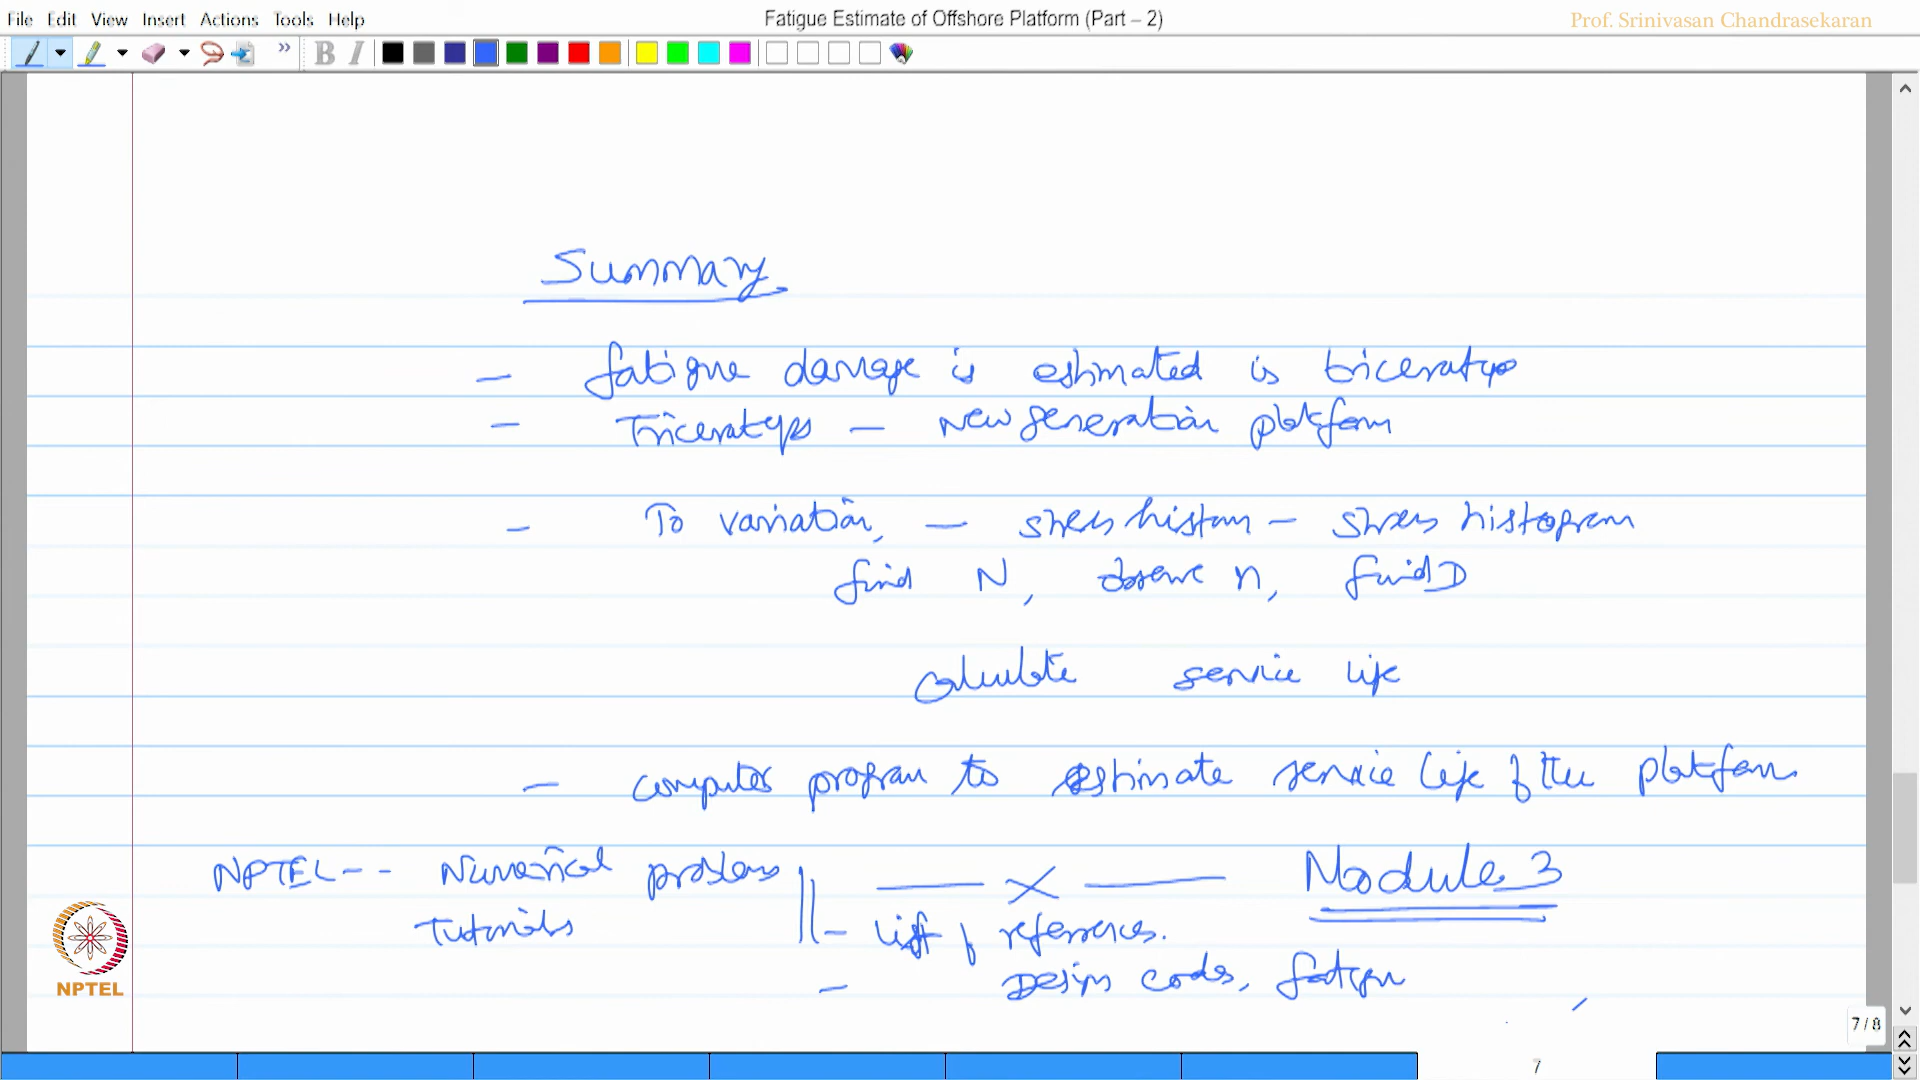 File Edit View Insert Actions Tools Help
Fatigue Estimate of Offshore Platform (Part – 2)
Prof. Srinivasan Chandrasekaran
B I
Summary
- fatigue damage is estimated is triceratops
- Triceratops - New generation platform
- To variation, - stress history - stress histogram
find N, observe n, find D
calculate service life
- computer program to estimate service life of the platform
NPTEL -- Numerical problems
Tutorials
x Module 3
- list of references.
- Design codes, fatigue
NPTEL
7 / 8
7